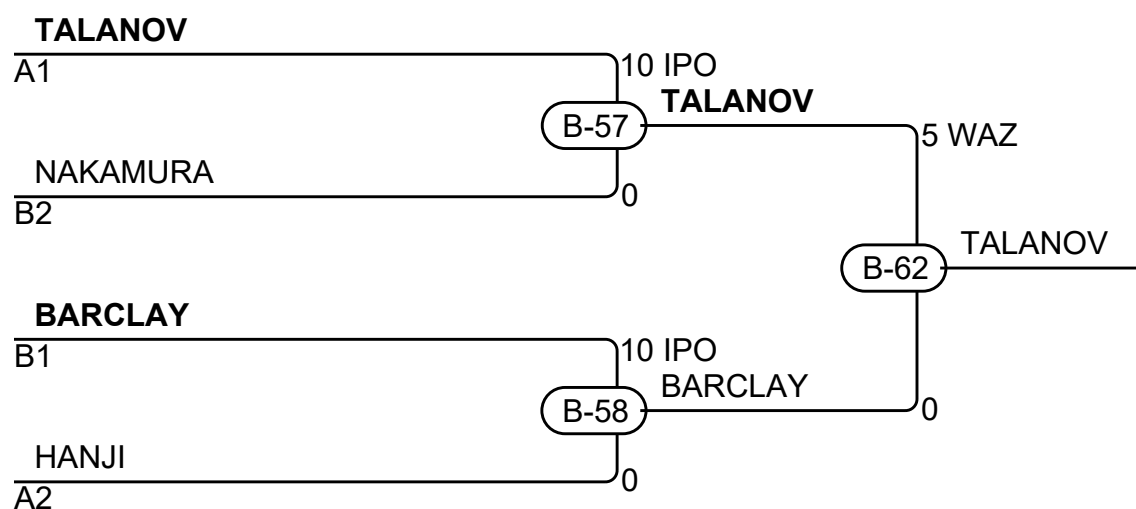 TALANOV
A1
10 IPO
B-57
TALANOV
NAKAMURA
B2
0
5 WAZ
B-62
TALANOV
BARCLAY
B1
10 IPO
B-58
BARCLAY
0
HANJI
A2
0